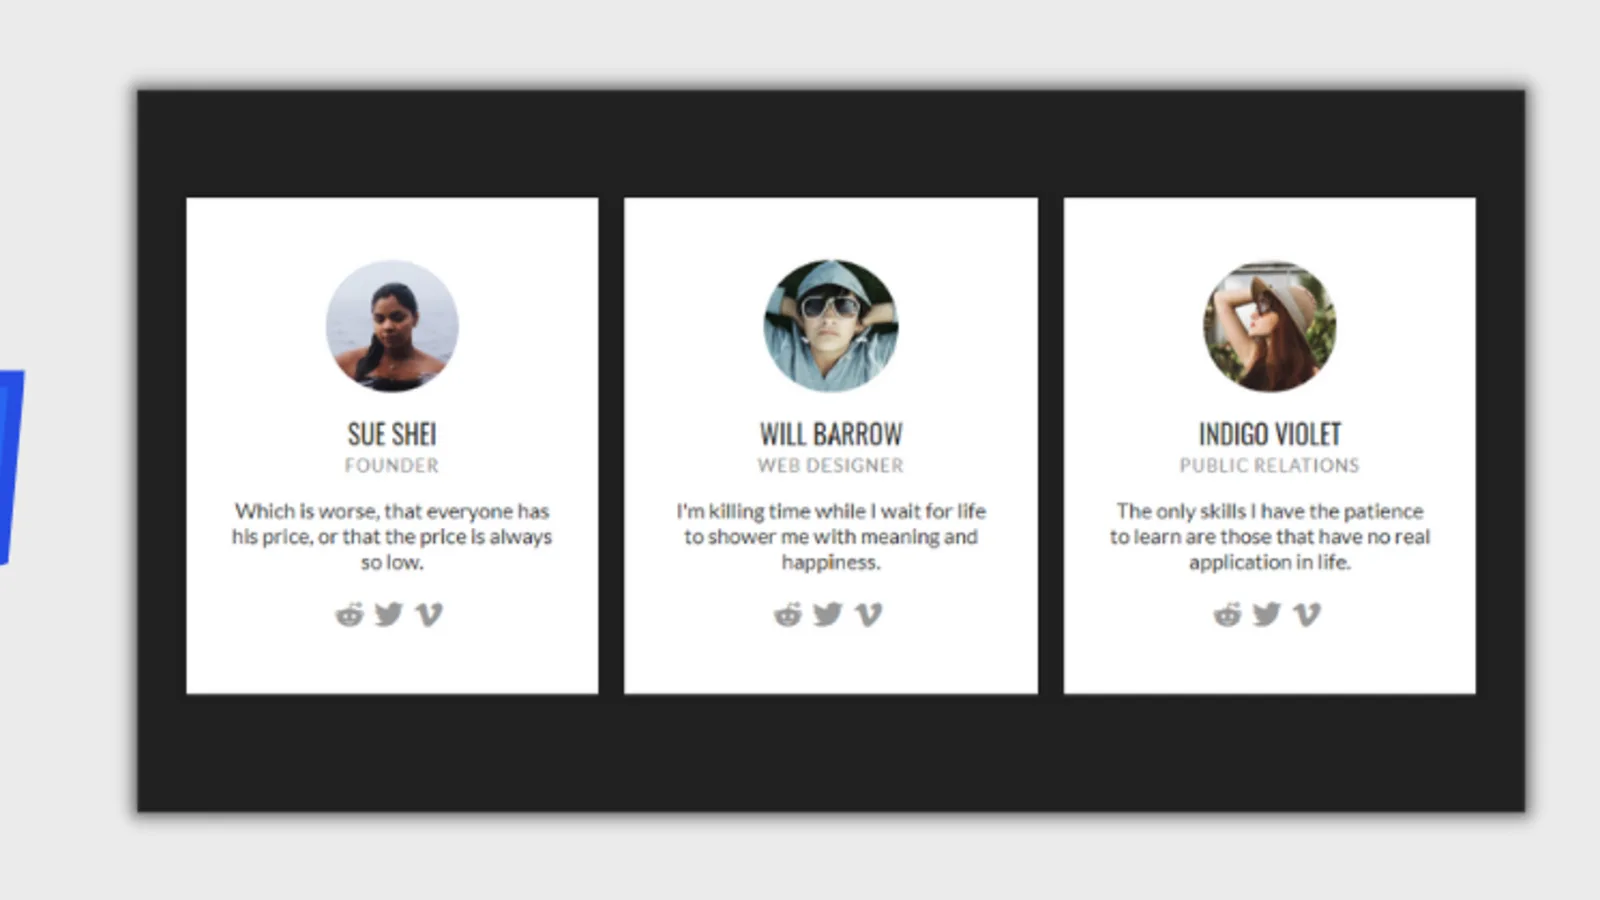 SUE SHEI
FOUNDER
Which is worse, that everyone has
his price, or that the price is always
so low.
WILL BARROW
WEB DESIGNER
I'm killing time while I wait for life
to shower me with meaning and
happiness.
INDIGO VIOLET
PUBLIC RELATIONS
The only skills I have the patience
to learn are those that have no real
application in life.